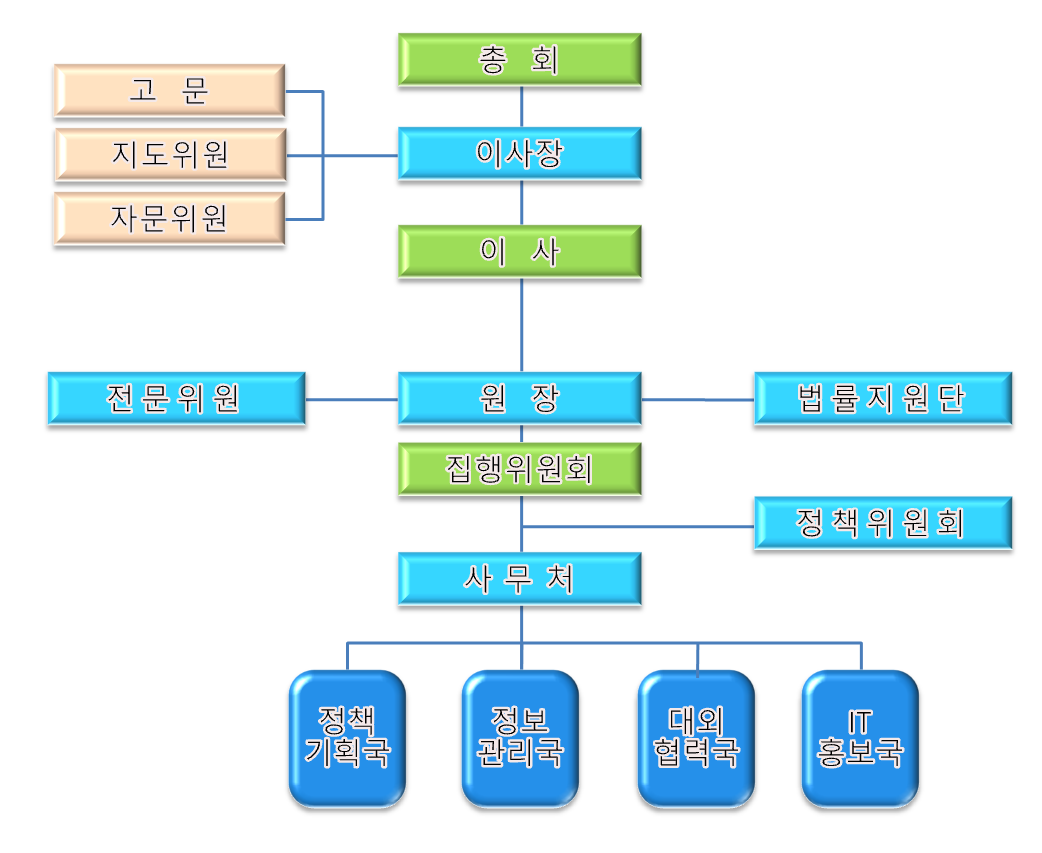 총 회
고 문
지도위원
자문위원
이사장
이 사
전 문 위 원
원 장
법 률 지 원 단
집행위원회
정 책 위 원 회
사 무 처
정책
기획국
정보
관리국
대외
협력국
IT
홍보국